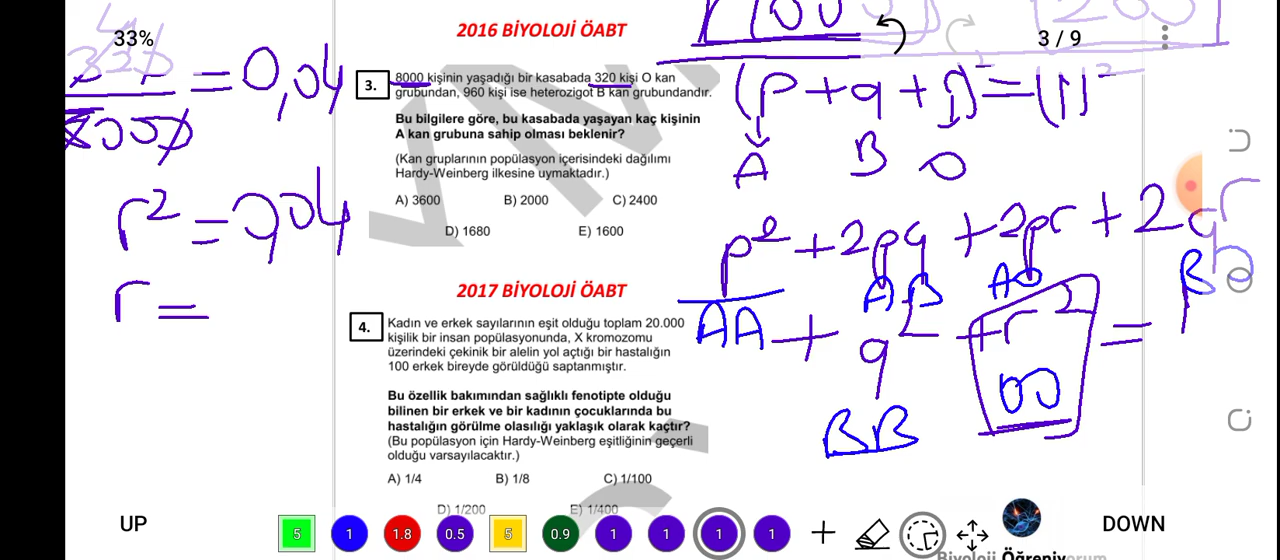 33%
3 / 9
2016 BİYOLOJİ ÖABT
3.
8000 kişinin yaşadığı bir kasabada 320 kişi O kan
grubundan, 960 kişi ise heterozigot B kan grubundandır.
Bu bilgilere göre, bu kasabada yaşayan kaç kişinin
A kan grubuna sahip olması beklenir?
(Kan gruplarının popülasyon içerisindeki dağılımı
Hardy-Weinberg ilkesine uymaktadır.)
A) 3600 B) 2000 C) 2400
D) 1680 E) 1600
2017 BİYOLOJİ ÖABT
4.
Kadın ve erkek sayılarının eşit olduğu toplam 20.000
kişilik bir insan popülasyonunda, X kromozomu
üzerindeki çekinik bir alelin yol açtığı bir hastalığın
100 erkek bireyde görüldüğü saptanmıştır.
Bu özellik bakımından sağlıklı fenotipte olduğu
bilinen bir erkek ve bir kadının çocuklarında bu
hastalığın görülme olasılığı yaklaşık olarak kaçtır?
(Bu popülasyon için Hardy-Weinberg eşitliğinin geçerli
olduğu varsayılacaktır.)
A) 1/4 B) 1/8 C) 1/100
D) 1/200 E) 1/400
= 0,04
r² = 0,04
r =
(p + q + r)² = (1)²
A B O
p² + 2pq + 2pr + 2qr
AA AB AO B
+ q² + r² =
BB OO
UP
5 1 1.8 0.5 5 0.9 1 1 1 1
DOWN
Biyoloji Öğreniyorum